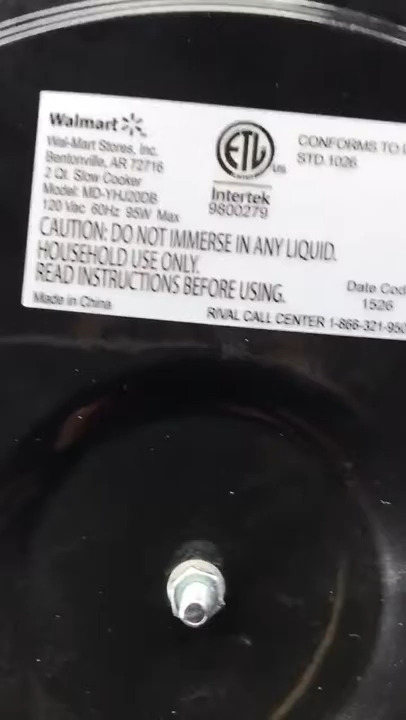 Walmart
Wal-Mart Stores, Inc.
Bentonville, AR 72716
2 Qt. Slow Cooker
Model: MD-YHJ20DB
120 Vac 60Hz 95W Max
ETL
us
Intertek
9800279
CONFORMS TO
STD.1026
CAUTION: DO NOT IMMERSE IN ANY LIQUID.
HOUSEHOLD USE ONLY.
READ INSTRUCTIONS BEFORE USING.
Date Cod
1526
Made in China
RIVAL CALL CENTER 1-866-321-950